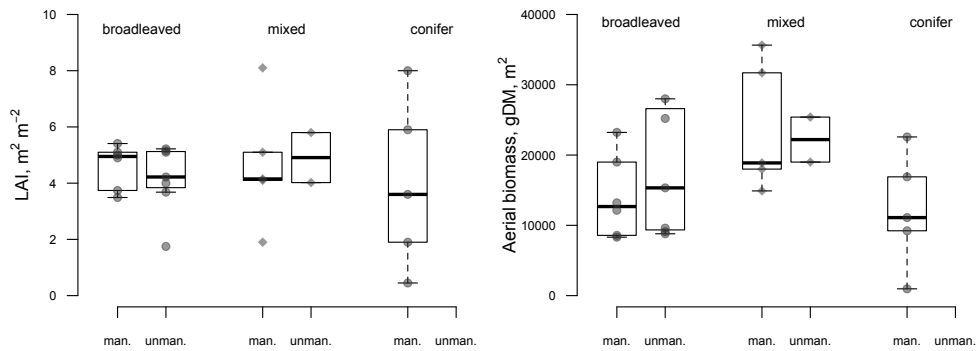 broadleaved mixed conifer
LAI, m² m⁻²
10
8
6
4
2
0
man. unman. man. unman. man. unman.
broadleaved mixed conifer
Aerial biomass, gDM, m²
40000
30000
20000
10000
0
man. unman. man. unman. man. unman.